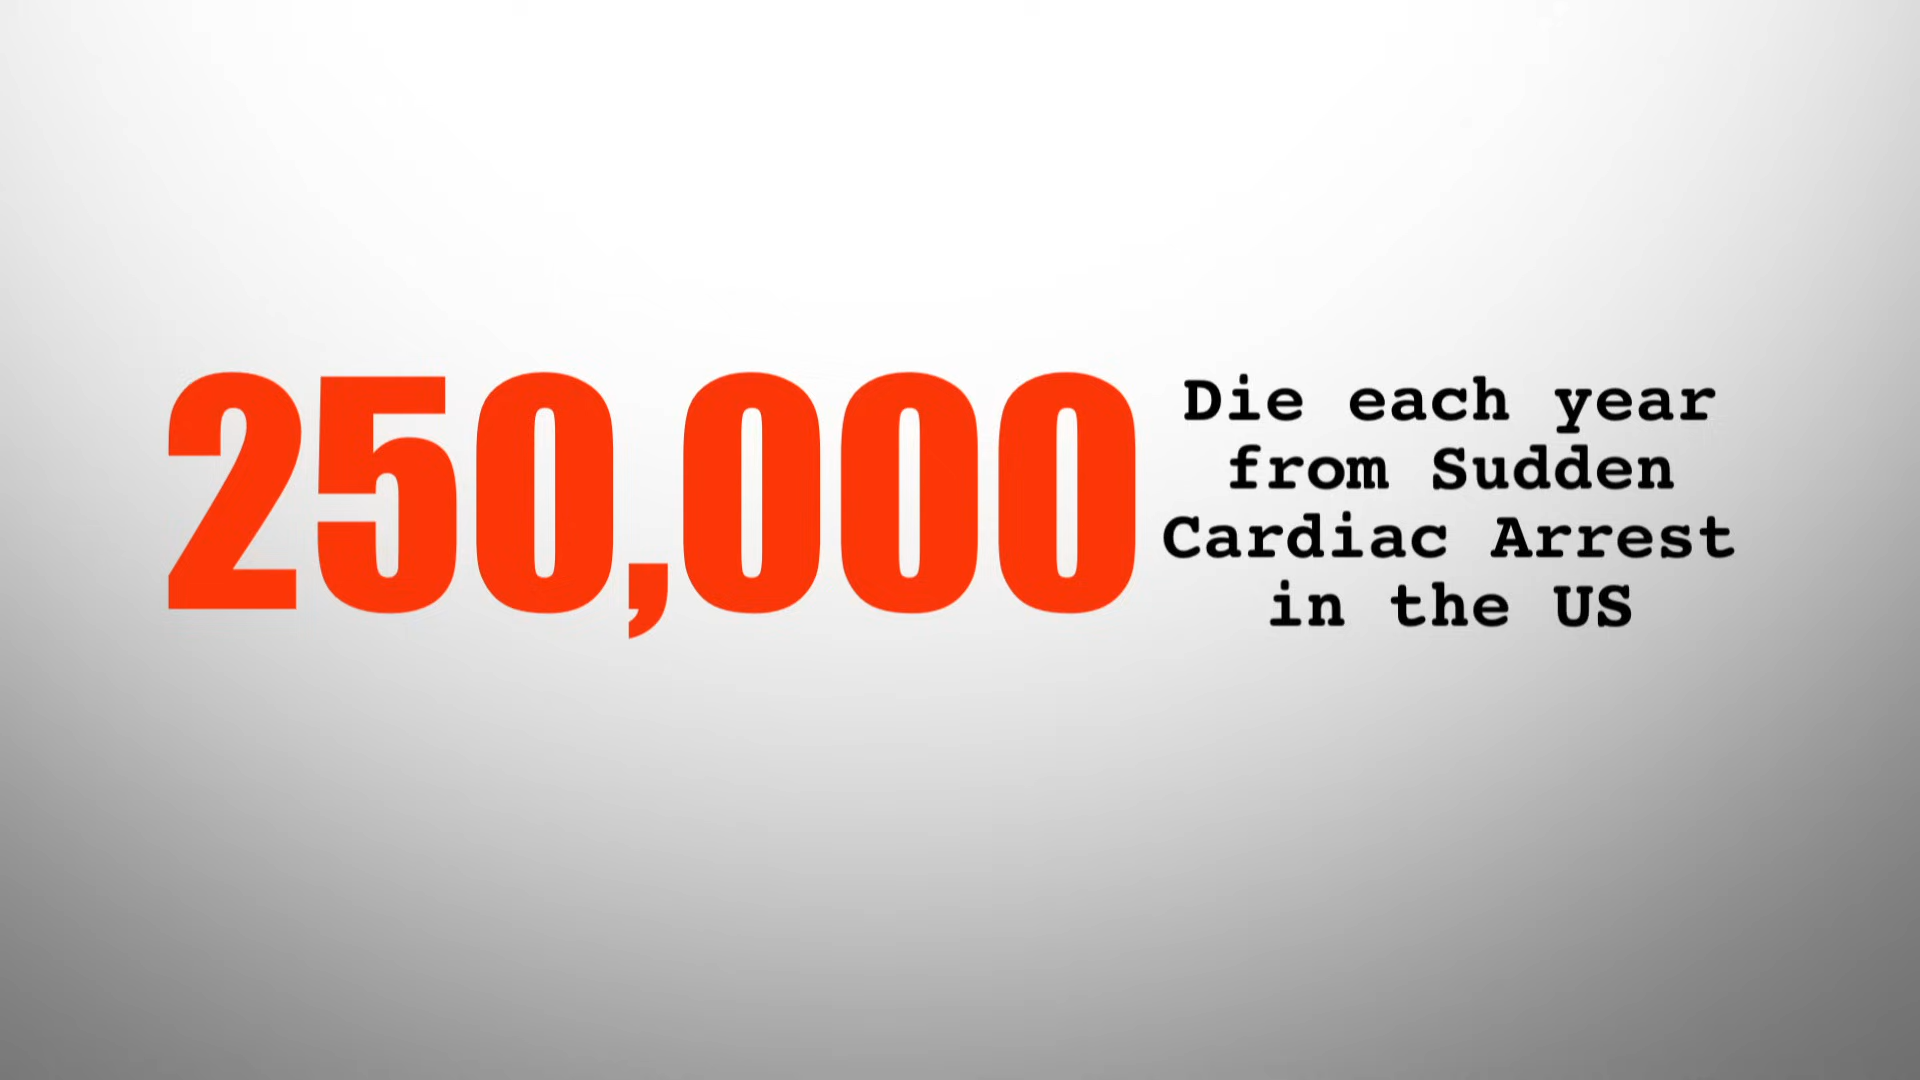 250,000
Die each year
from Sudden
Cardiac Arrest
in the US